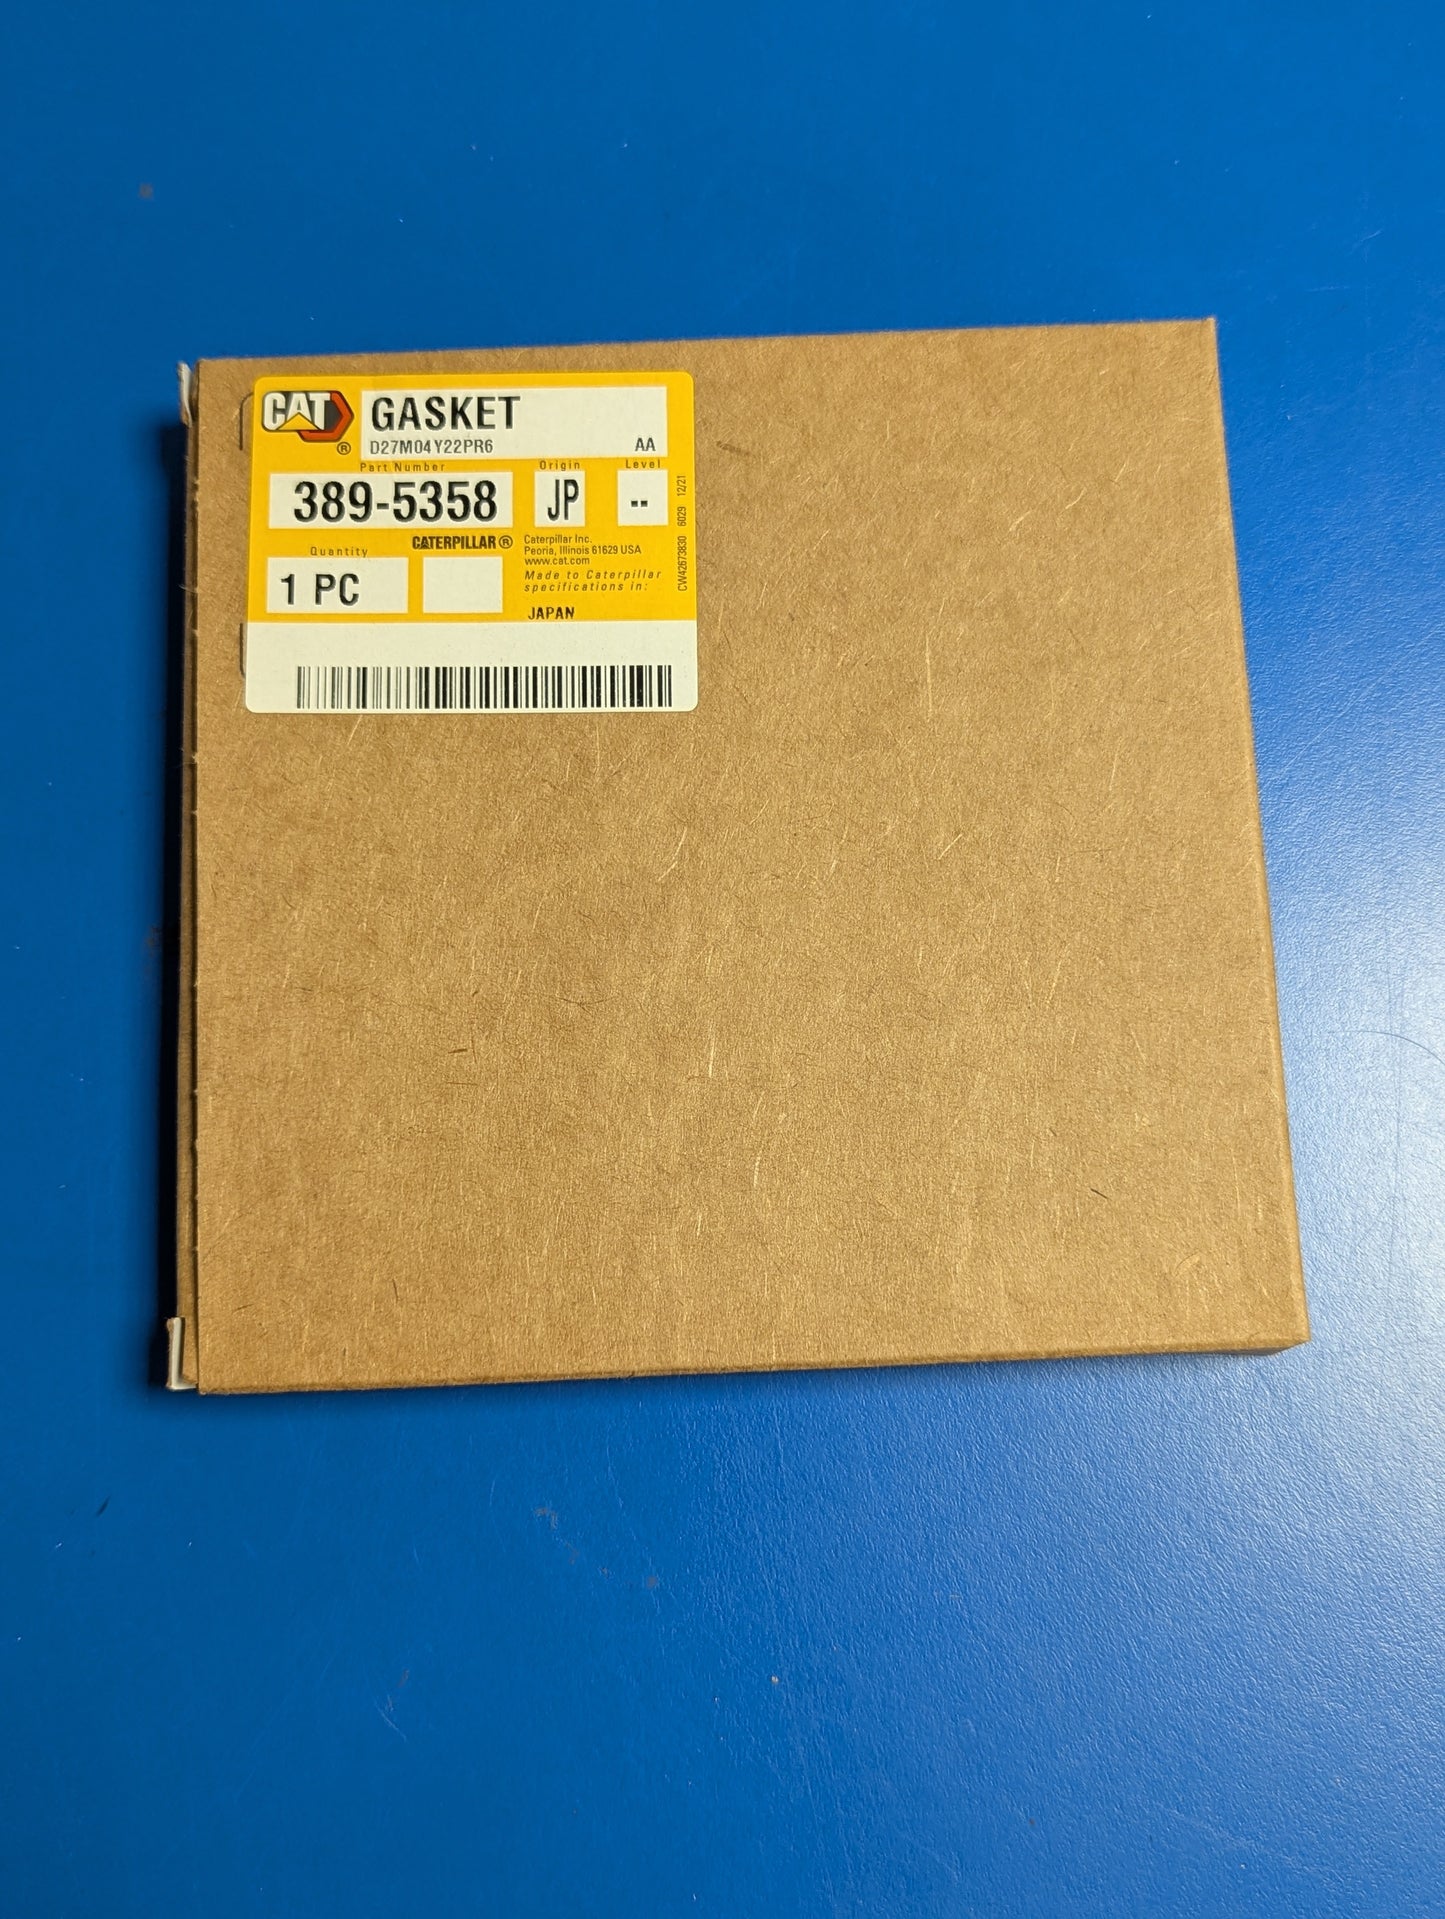 CAT ®
GASKET
D27M04Y22PR6 AA
Part Number Origin Level
389-5358 JP --
Quantity CATERPILLAR®
1 PC
Caterpillar Inc.
Peoria, Illinois 61629 USA
www.cat.com
Made to Caterpillar
specifications in:
JAPAN
CW42673830 6029 12/21